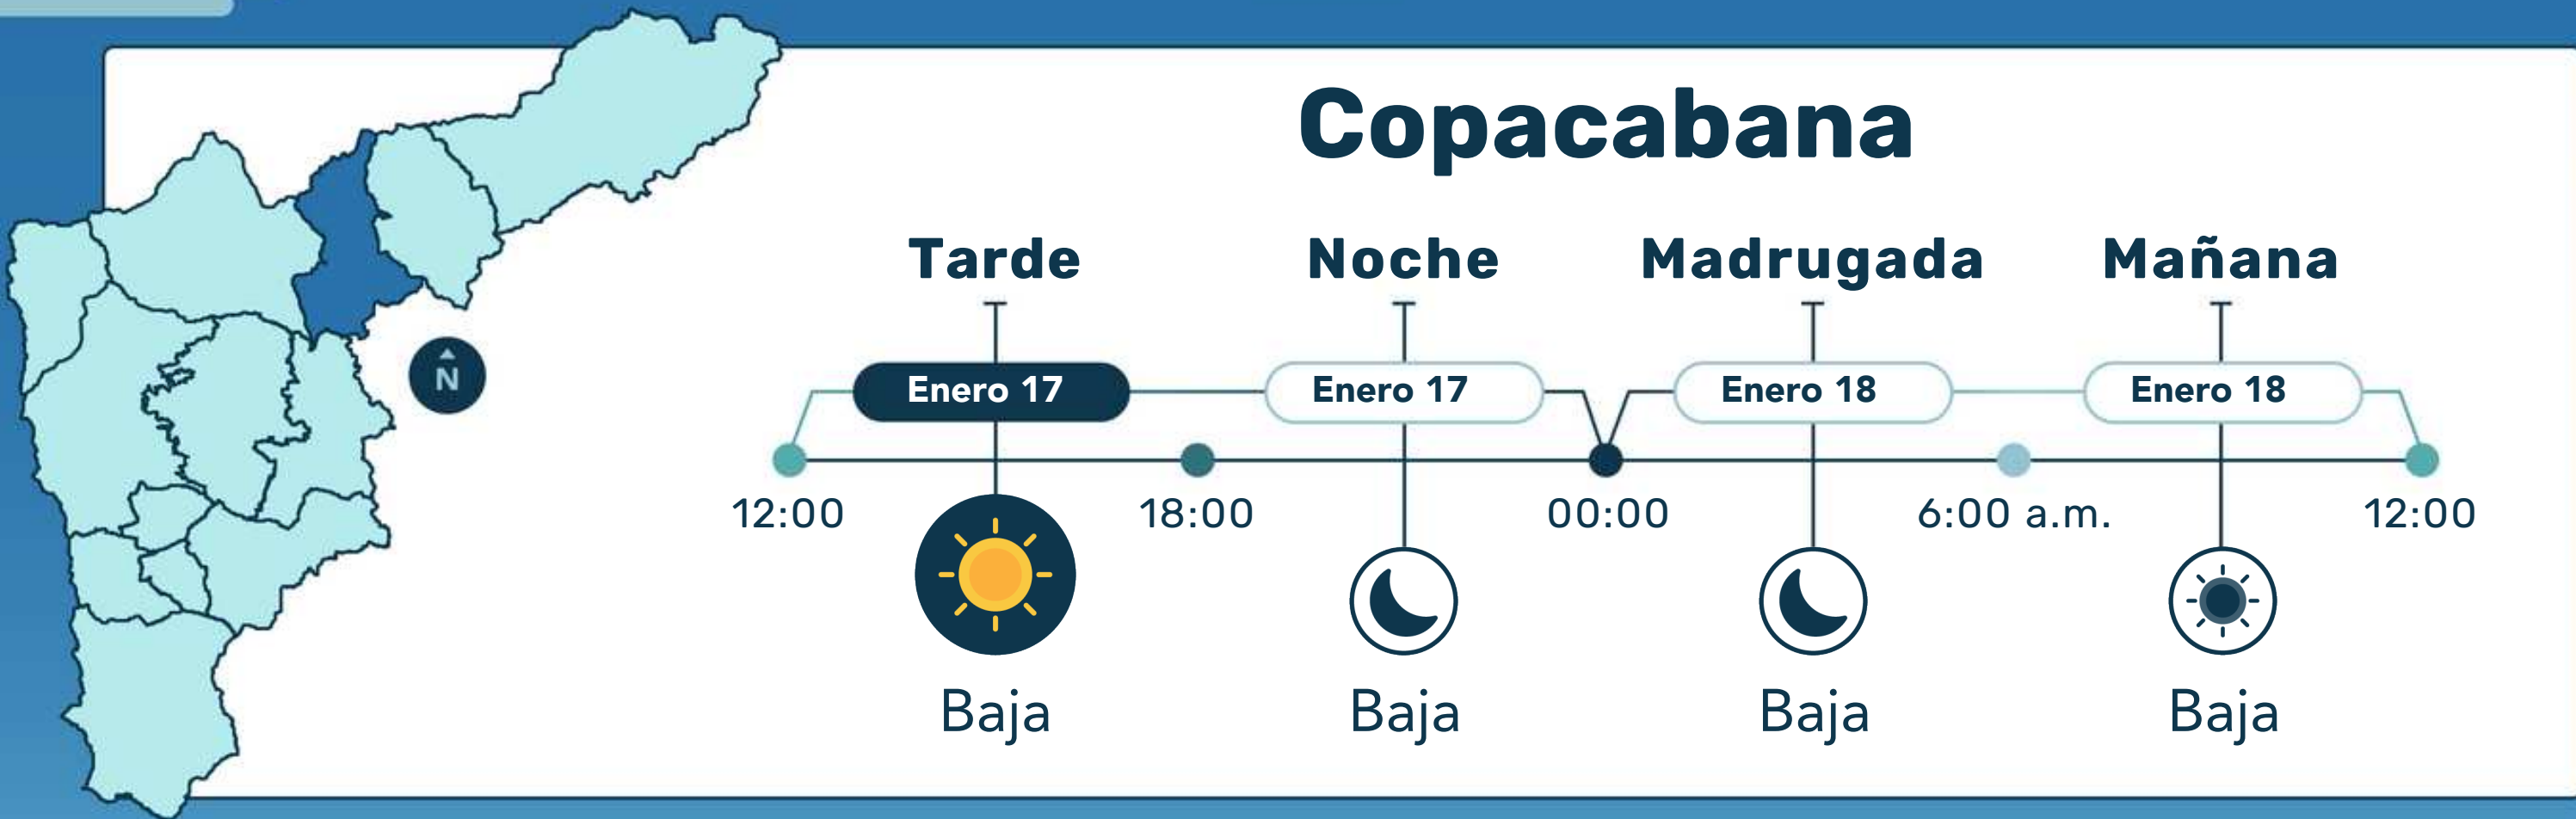 Copacabana
Tarde Noche Madrugada Mañana
Enero 17 Enero 17 Enero 18 Enero 18
N
12:00 18:00 00:00 6:00 a.m. 12:00
Baja Baja Baja Baja